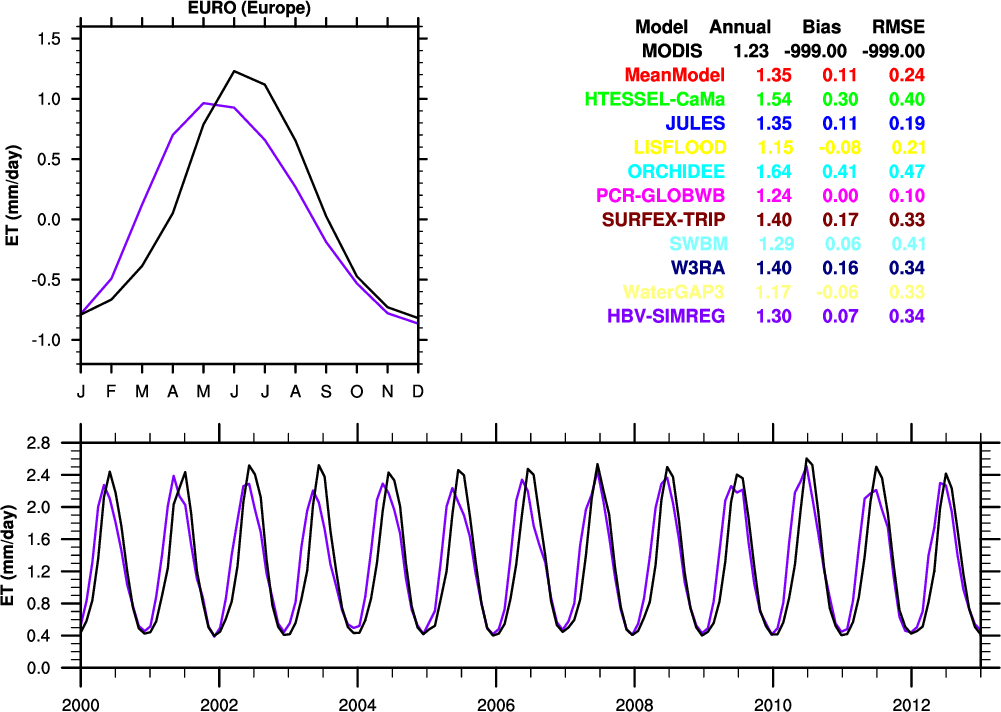 EURO (Europe)
1.5
1.0
0.5
0.0
-0.5
-1.0
ET (mm/day)
J F M A M J J A S O N D
Model Annual Bias RMSE
MODIS 1.23 -999.00 -999.00
MeanModel 1.35 0.11 0.24
HTESSEL-CaMa 1.54 0.30 0.40
JULES 1.35 0.11 0.19
LISFLOOD 1.15 -0.08 0.21
ORCHIDEE 1.64 0.41 0.47
PCR-GLOBWB 1.24 0.00 0.10
SURFEX-TRIP 1.40 0.17 0.33
SWBM 1.29 0.06 0.41
W3RA 1.40 0.16 0.34
WaterGAP3 1.17 -0.06 0.33
HBV-SIMREG 1.30 0.07 0.34
2.8
2.4
2.0
1.6
1.2
0.8
0.4
0.0
ET (mm/day)
2000 2002 2004 2006 2008 2010 2012